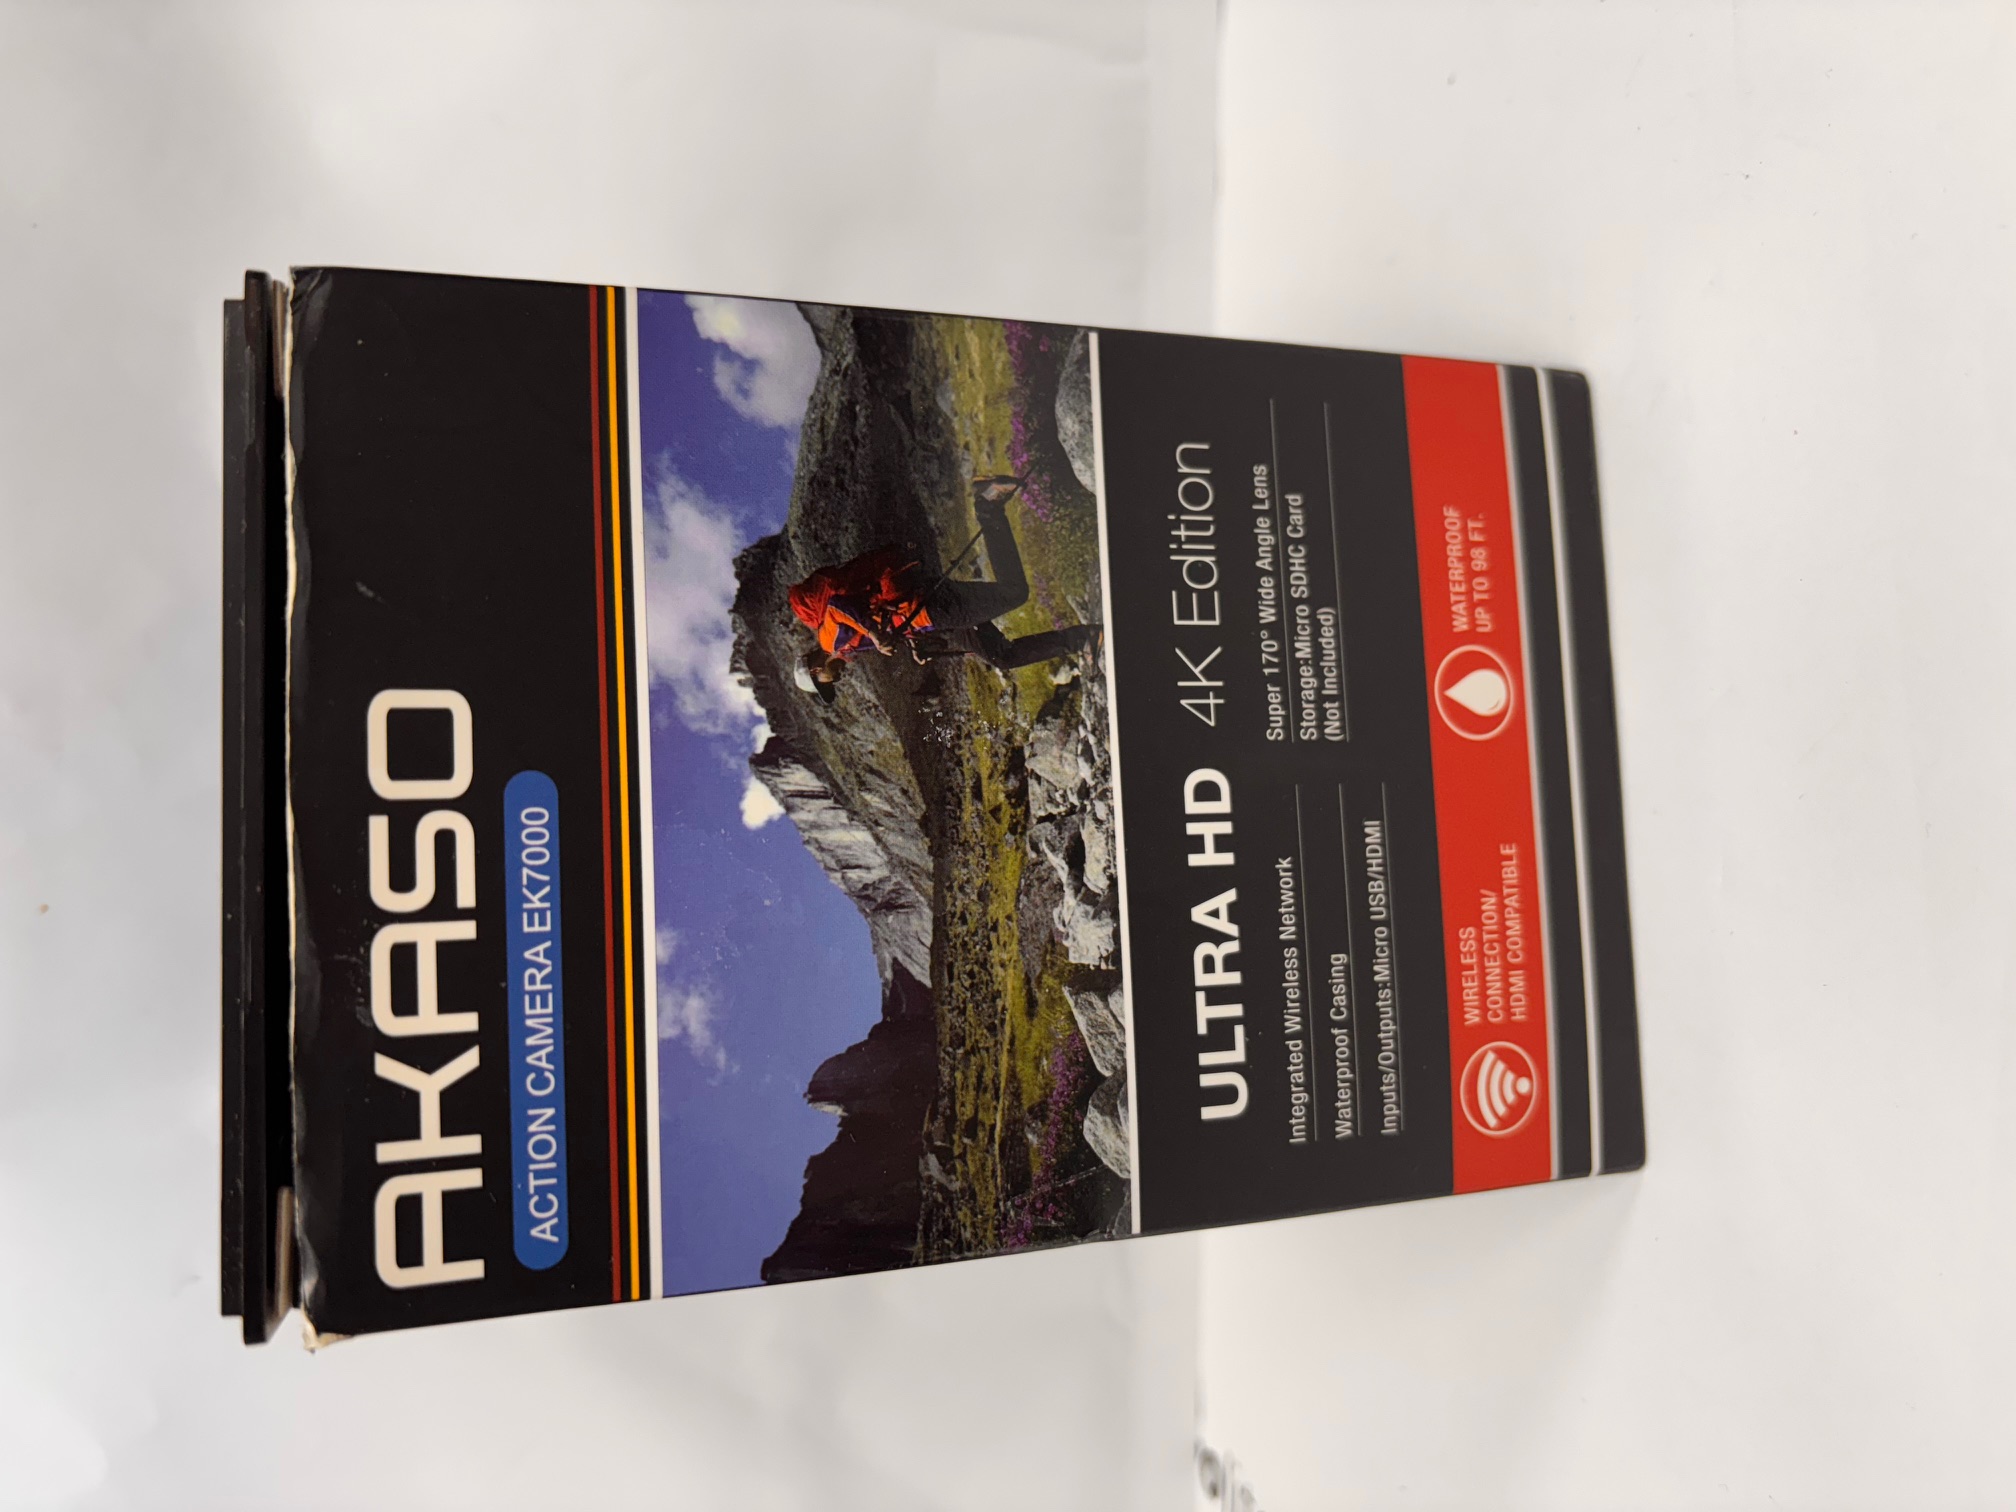 AKASO
ACTION CAMERA EK7000
ULTRA HD 4K Edition
Integrated Wireless Network
Waterproof Casing
Inputs/Outputs:Micro USB/HDMI
Super 170° Wide Angle Lens
Storage:Micro SDHC Card
(Not Included)
WIRELESS
CONNECTION/
HDMI COMPATIBLE
WATERPROOF
UP TO 98 FT.